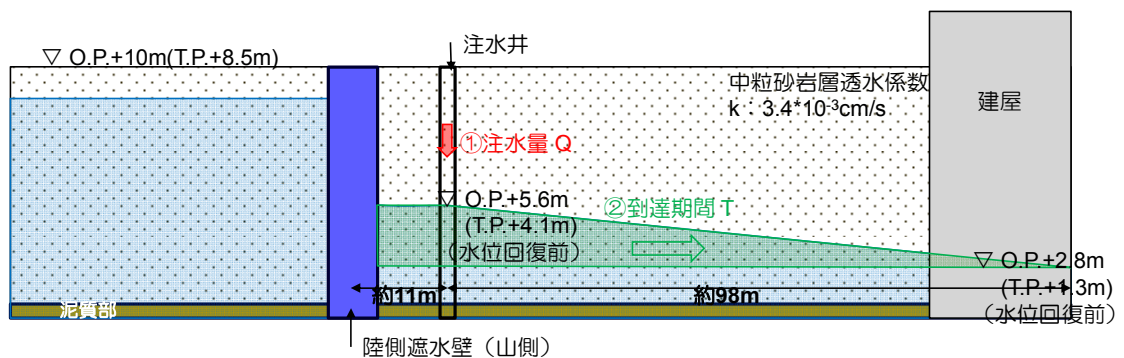 ▽ O.P.+10m(T.P.+8.5m)
注水井
中粒砂岩層透水係数
k：3.4*10⁻³cm/s
建屋
①注水量 Q
▽ O.P.+5.6m
(T.P.+4.1m)
（水位回復前）
②到達期間 T
▽ O.P.+2.8m
(T.P.+1.3m)
（水位回復前）
約11m
約98m
泥質部
陸側遮水壁（山側）